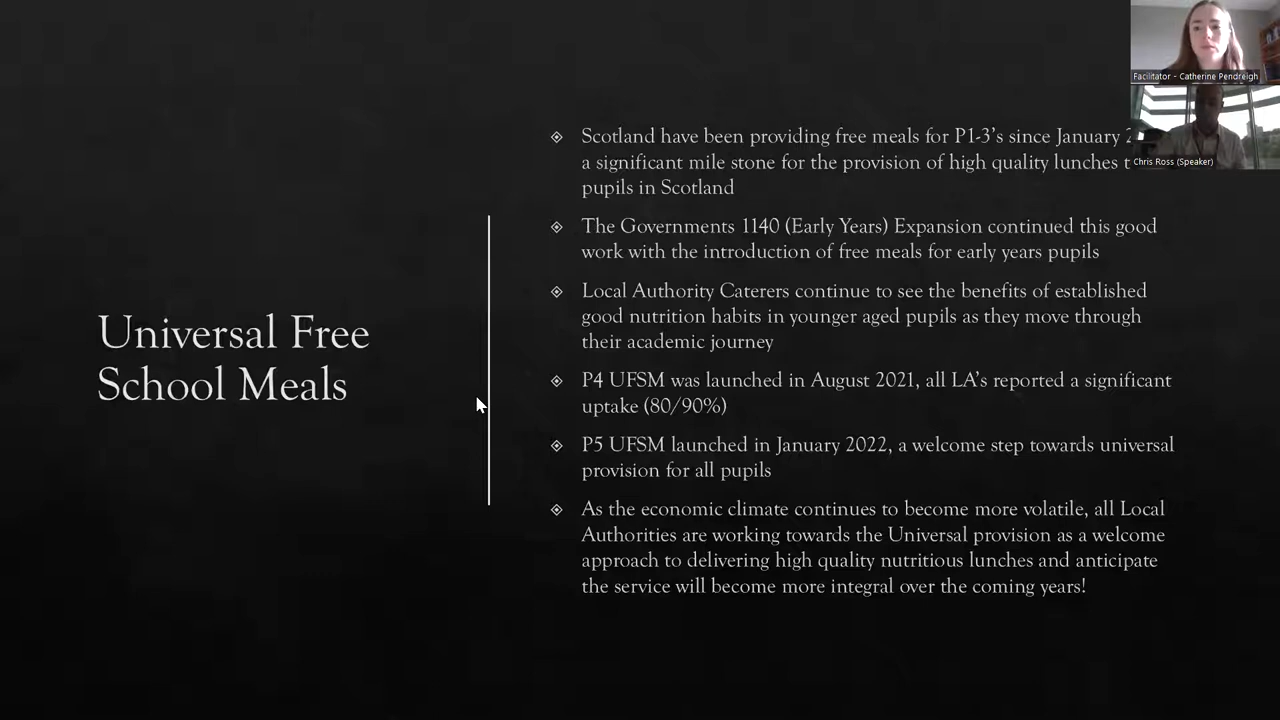 Universal Free
School Meals
Scotland have been providing free meals for P1-3's since January
a significant mile stone for the provision of high quality lunches
pupils in Scotland
The Governments 1140 (Early Years) Expansion continued this good
work with the introduction of free meals for early years pupils
Local Authority Caterers continue to see the benefits of established
good nutrition habits in younger aged pupils as they move through
their academic journey
P4 UFSM was launched in August 2021, all LA's reported a significant
uptake (80/90%)
P5 UFSM launched in January 2022, a welcome step towards universal
provision for all pupils
As the economic climate continues to become more volatile, all Local
Authorities are working towards the Universal provision as a welcome
approach to delivering high quality nutritious lunches and anticipate
the service will become more integral over the coming years!
Facilitator - Catherine Pendreigh
Chris Ross (Speaker)